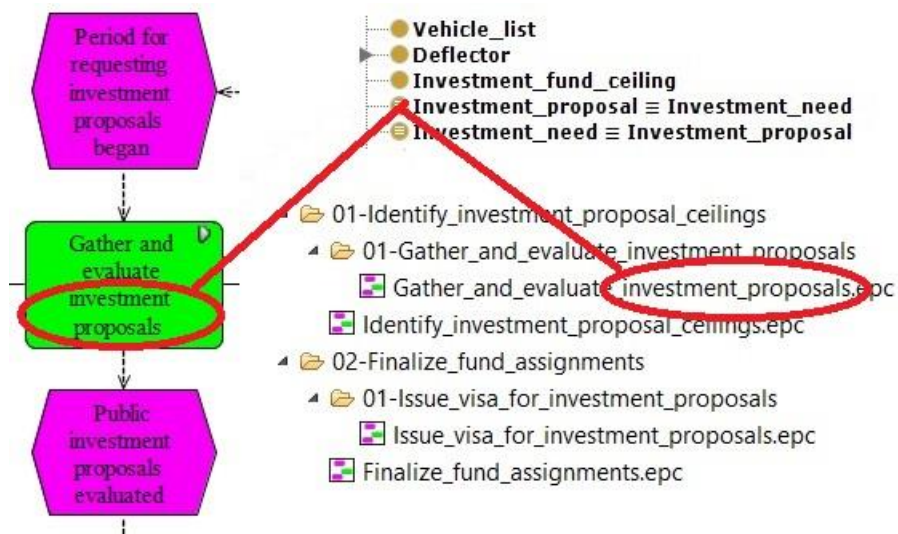 Period for
requesting
investment
proposals
began
Gather and
evaluate
investment
proposals
Public
investment
proposals
evaluated
Vehicle_list
Deflector
Investment_fund_ceiling
Investment_proposal ≡ Investment_need
Investment_need ≡ Investment_proposal
01-Identify_investment_proposal_ceilings
01-Gather_and_evaluate_investment_proposals
Gather_and_evaluate_investment_proposals.epc
Identify_investment_proposal_ceilings.epc
02-Finalize_fund_assignments
01-Issue_visa_for_investment_proposals
Issue_visa_for_investment_proposals.epc
Finalize_fund_assignments.epc